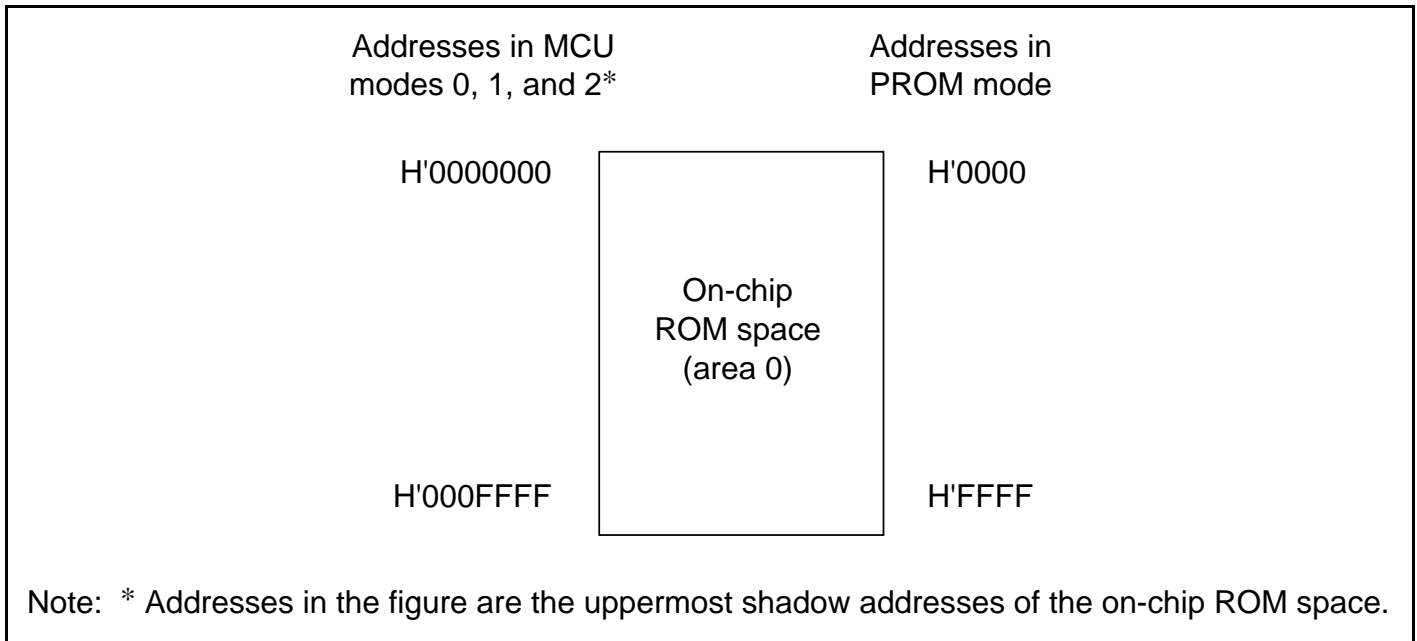 Addresses in MCU
modes 0, 1, and 2*
Addresses in
PROM mode
H'0000000
H'0000
On-chip
ROM space
(area 0)
H'000FFFF
H'FFFF
Note: * Addresses in the figure are the uppermost shadow addresses of the on-chip ROM space.